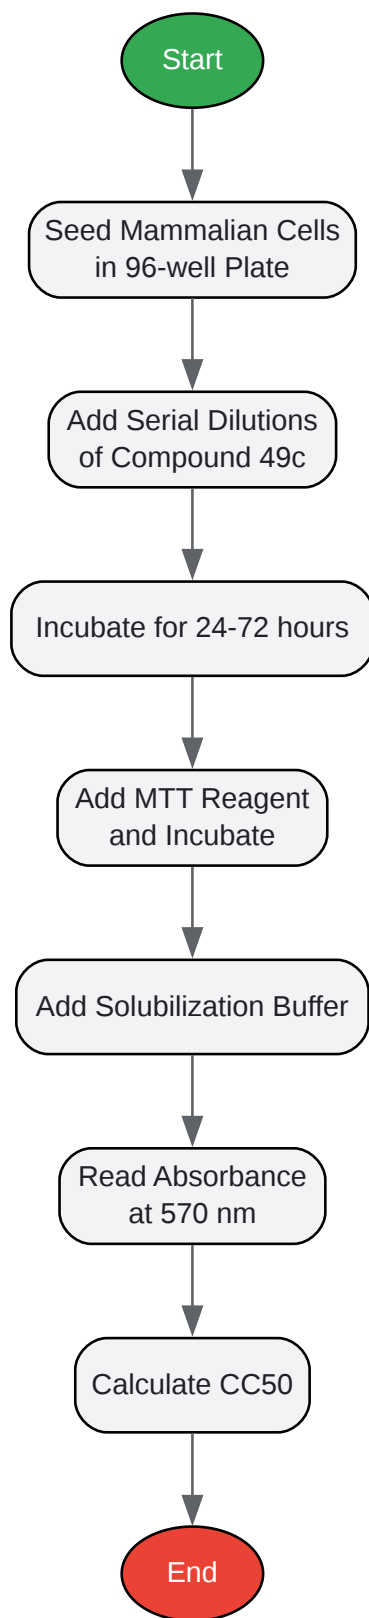 Start
Seed Mammalian Cells
in 96-well Plate
Add Serial Dilutions
of Compound 49c
Incubate for 24-72 hours
Add MTT Reagent
and Incubate
Add Solubilization Buffer
Read Absorbance
at 570 nm
Calculate CC50
End